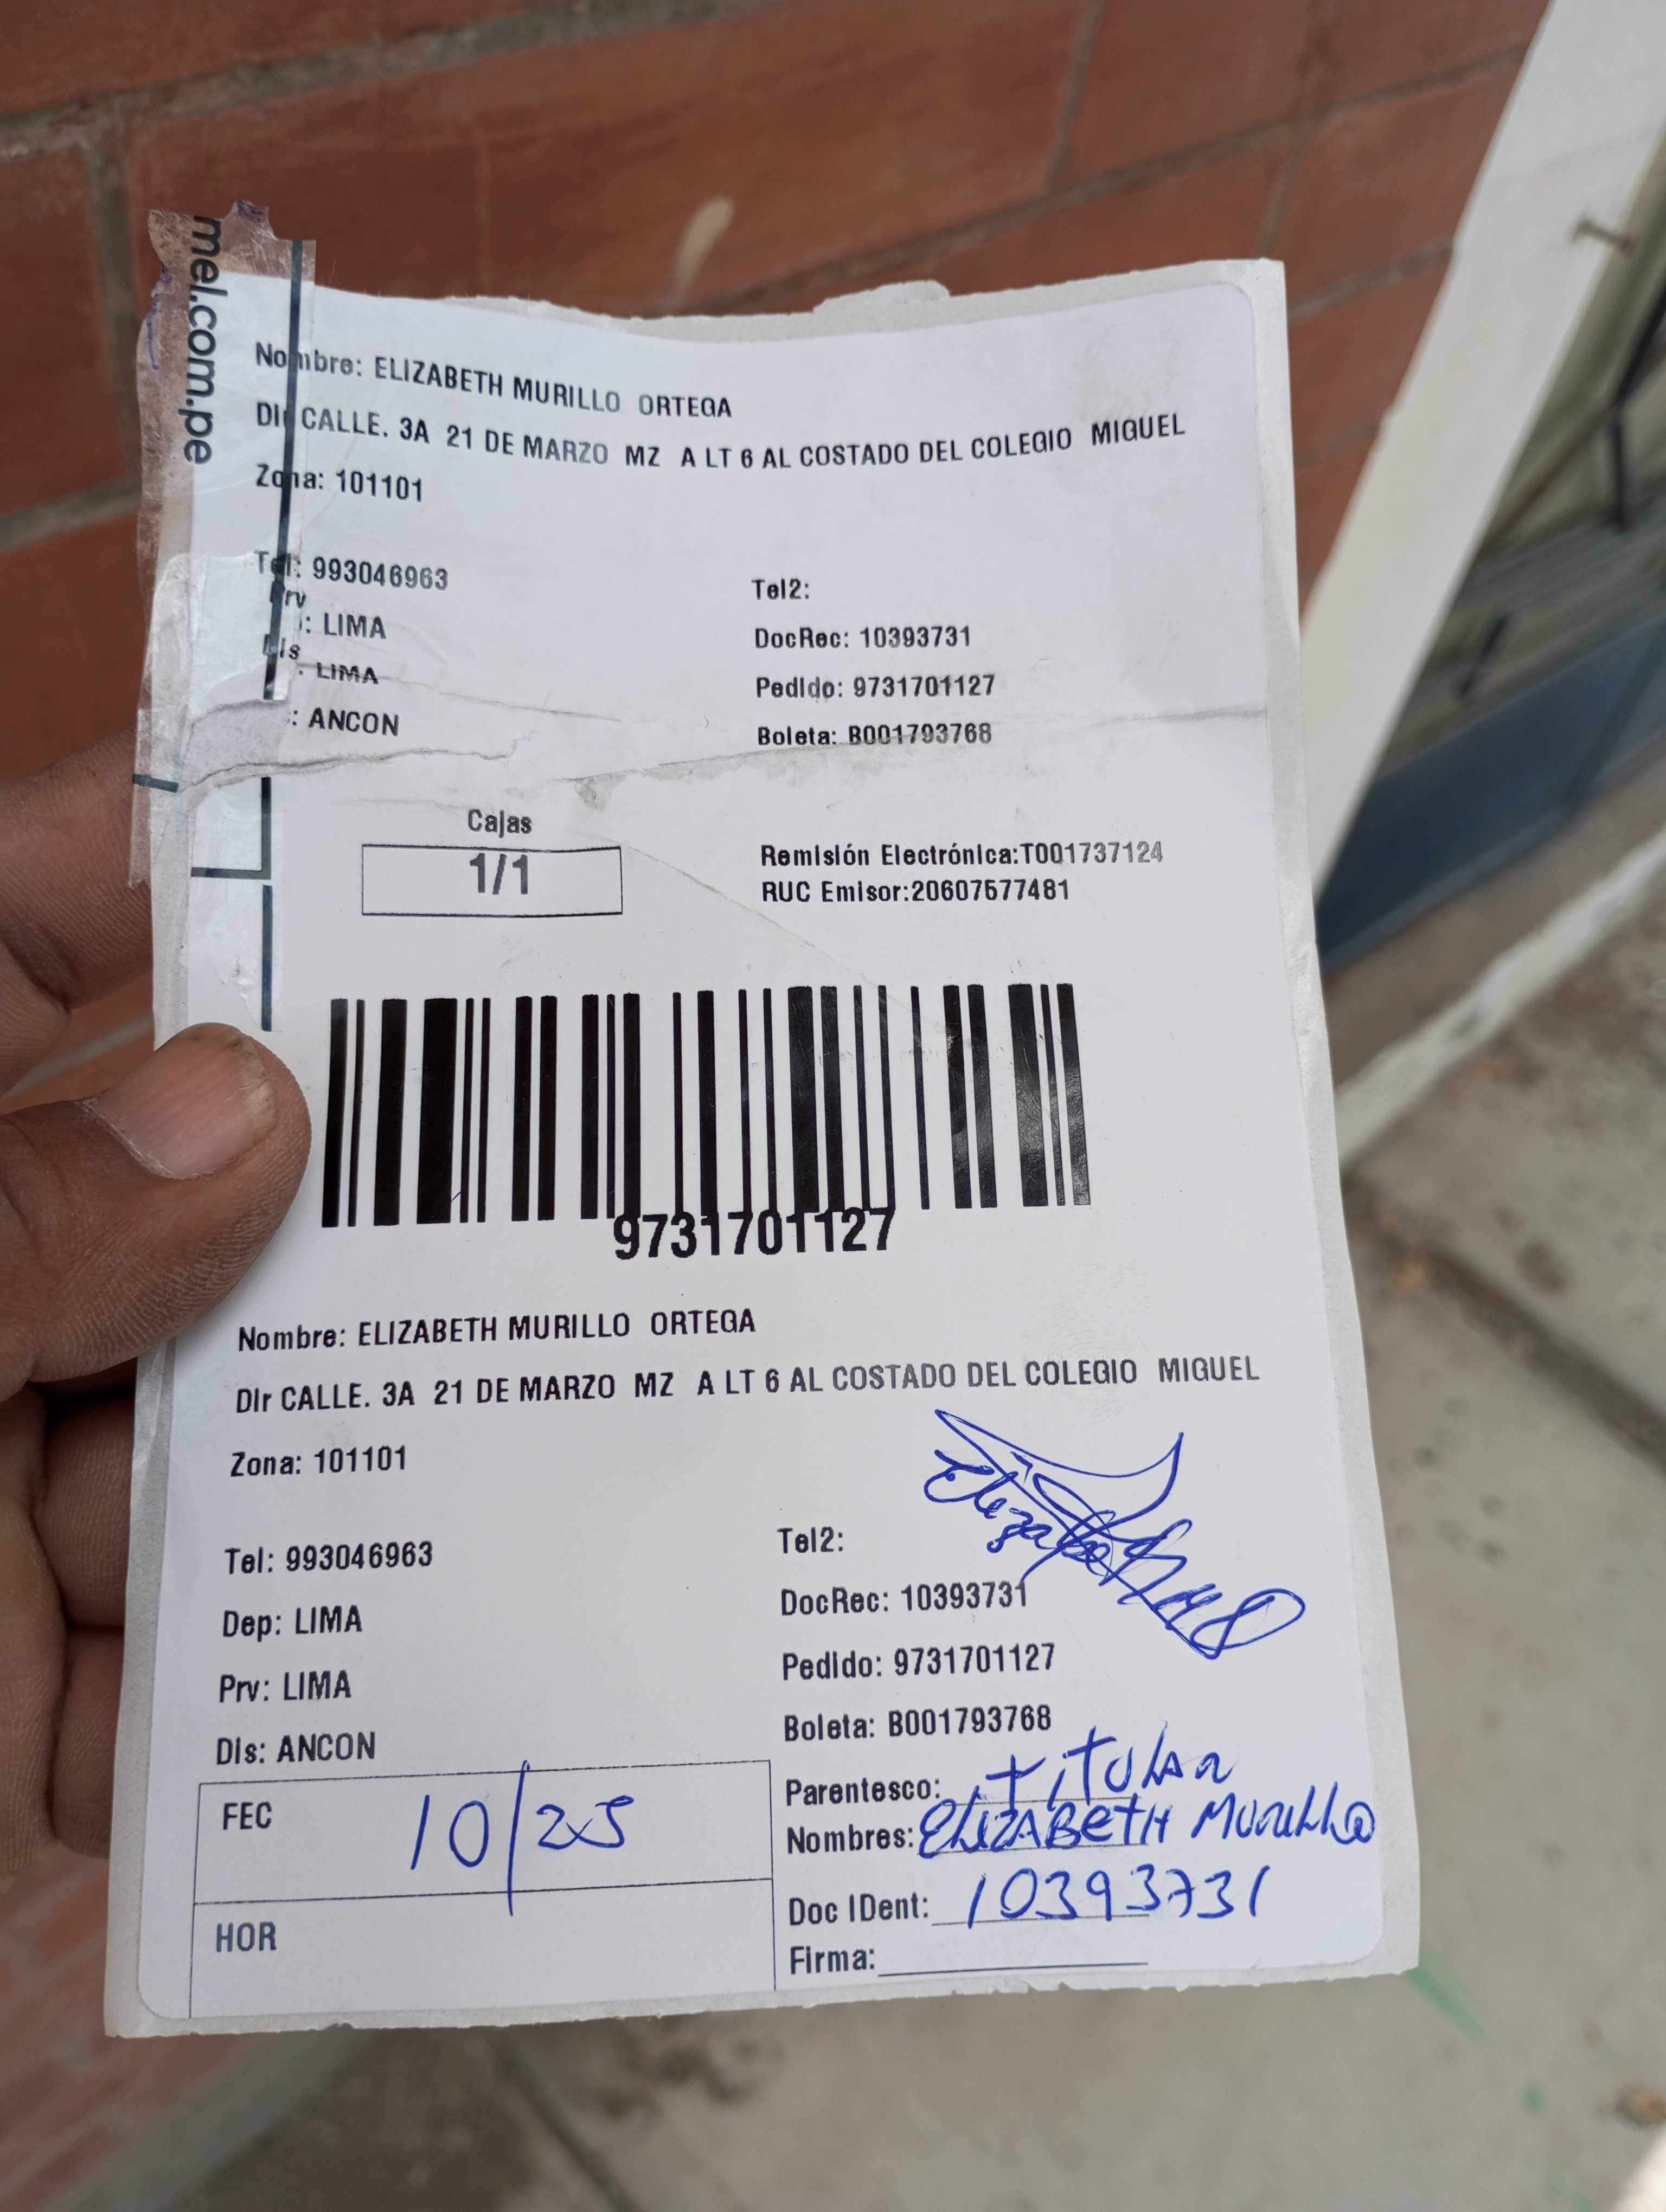 mel.com.pe
Nombre: ELIZABETH MURILLO ORTEGA
Dir CALLE. 3A 21 DE MARZO MZ A LT 6 AL COSTADO DEL COLEGIO MIGUEL
Zona: 101101
Tel: 993046963 Tel2:
Prv : LIMA DocRec: 10393731
Dis : LIMA Pedido: 9731701127
: ANCON Boleta: B001793768
Cajas
1/1
Remisión Electrónica:T001737124
RUC Emisor:20607577481
9731701127
Nombre: ELIZABETH MURILLO ORTEGA
Dir CALLE. 3A 21 DE MARZO MZ A LT 6 AL COSTADO DEL COLEGIO MIGUEL
Zona: 101101
Tel: 993046963 Tel2:
Dep: LIMA DocRec: 10393731
Prv: LIMA Pedido: 9731701127
Dis: ANCON Boleta: B001793768
FEC 10/25
HOR
Parentesco: TITULAR
Nombres: ELIZABETH MURILLO
Doc IDent: 10393731
Firma: